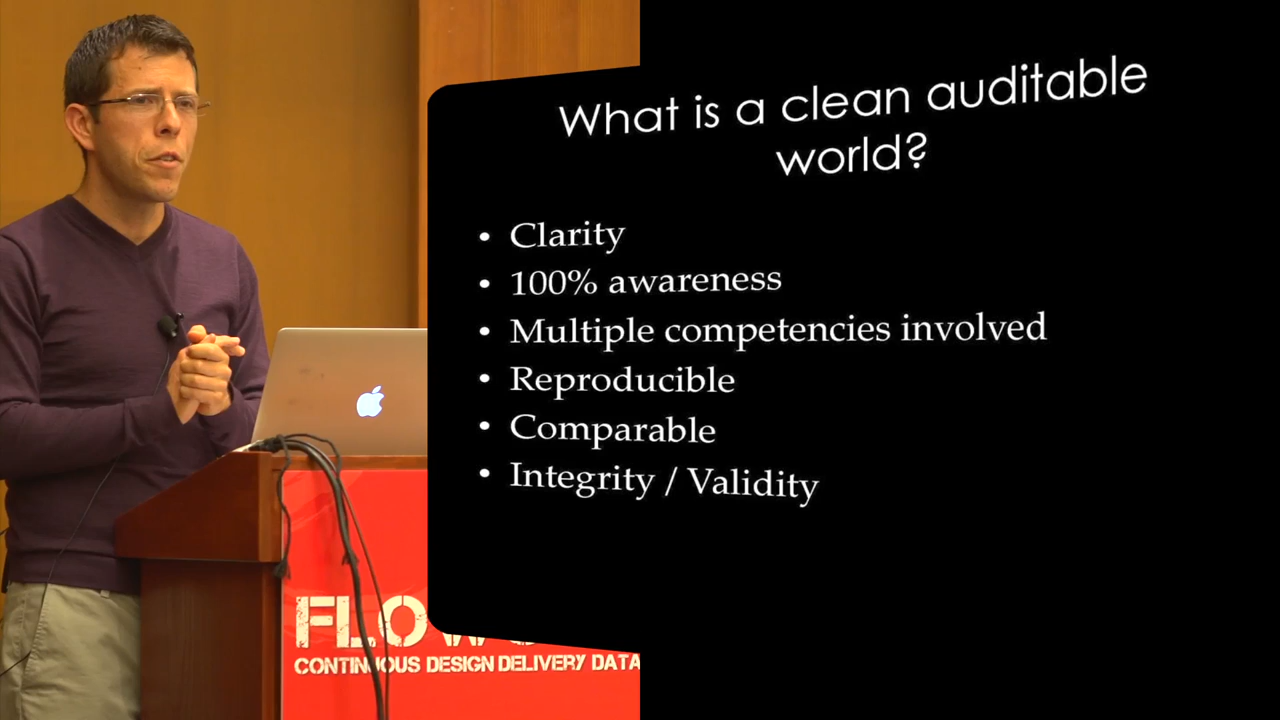 What is a clean auditable
world?
• Clarity
• 100% awareness
• Multiple competencies involved
• Reproducible
• Comparable
• Integrity / Validity
FLOW
CONTINUOUS DESIGN DELIVERY DATA